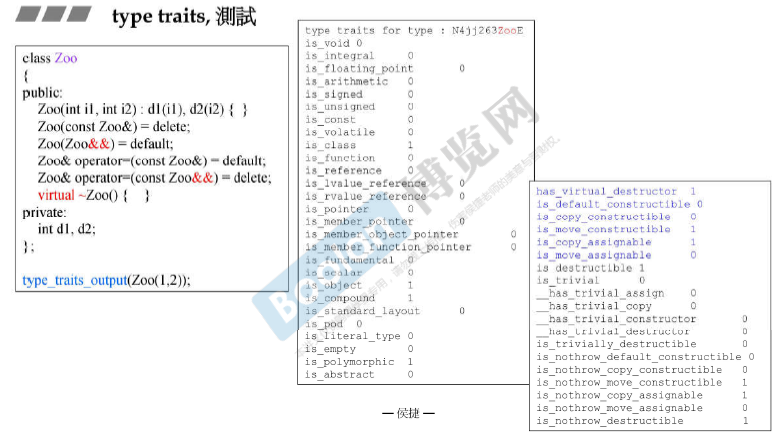 type traits, 測試
class Zoo
{
public:
Zoo(int i1, int i2) : d1(i1), d2(i2) { }
Zoo(const Zoo&) = delete;
Zoo(Zoo&&) = default;
Zoo& operator=(const Zoo&) = default;
Zoo& operator=(const Zoo&&) = delete;
virtual ~Zoo() { }
private:
int d1, d2;
};
type_traits_output(Zoo(1,2));
type traits for type : N4jj263ZooE
is_void 0
is_integral 0
is_floating_point 0
is_arithmetic 0
is_signed 0
is_unsigned 0
is_const 0
is_volatile 0
is_class 1
is_function 0
is_reference 0
is_lvalue_reference 0
is_rvalue_reference 0
is_pointer 0
is_member_pointer 0
is_member_object_pointer 0
is_member_function_pointer 0
is_fundamental 0
is_scalar 0
is_object 1
is_compound 1
is_standard_layout 0
is_pod 0
is_literal_type 0
is_empty 0
is_polymorphic 1
is_abstract 0
has_virtual_destructor 1
is_default_constructible 0
is_copy_constructible 0
is_move_constructible 1
is_copy_assignable 1
is_move_assignable 0
is_destructible 1
is_trivial 0
__has_trivial_assign 0
__has_trivial_copy 0
__has_trivial_constructor 0
__has_trivial_destructor 0
is_trivially_destructible 0
is_nothrow_default_constructible 0
is_nothrow_copy_constructible 0
is_nothrow_move_constructible 1
is_nothrow_copy_assignable 1
is_nothrow_move_assignable 0
is_nothrow_destructible 1
— 侯捷 —
Boolan
博览网